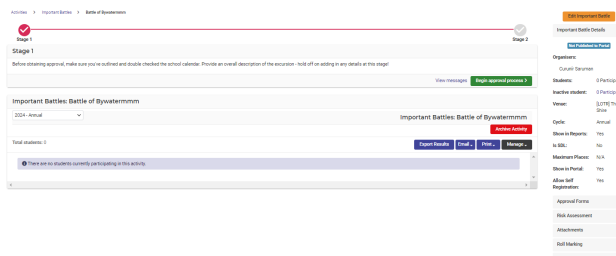 Activities > Important Battles > Battle of Bywatermmm
Stage 1
Stage 2
Stage 1
Before obtaining approval, make sure you've outlined and double checked the school calendar. Provide an overall description of the excursion - hold off on adding in any details at this stage!
View messages
Begin approval process >
Important Battles: Battle of Bywatermmm
2024 - Annual
Important Battles: Battle of Bywatermmm
Archive Activity
Total students: 0
Export Results
Email
Print
Manage
There are no students currently participating in this activity.
Edit Important Battle
Important Battle Details
Not Published to Portal
Organisers:
Curunir Saruman
Students: 0 Particip
Inactive student: 0 Particip
Venue: [LOTR] Th
Shire
Cycle: Annual
Show in Reports: Yes
Is SBL: No
Maximum Places: N/A
Show in Portal: Yes
Allow Self Yes
Registration:
Approval Forms
Risk Assessment
Attachments
Roll Marking